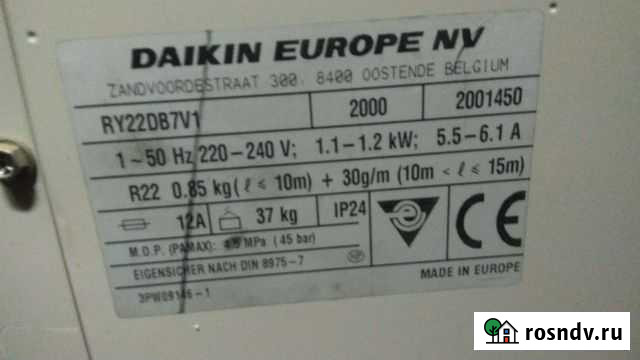 DAIKIN EUROPE NV
ZANDVOORDESTRAAT 300, 8400 OOSTENDE BELGIUM
RY22DB7V1 2000 2001450
1~50 Hz 220-240 V; 1.1-1.2 kW; 5.5-6.1 A
R22 0.85 kg (ℓ ≤ 10m) + 30g/m (10m < ℓ ≤ 15m)
12A 37 kg IP24
M.D.P. (PAMAX): MPa (45 bar)
EIGENSICHER NACH DIN 8975-7
CE
MADE IN EUROPE
3PW09146-1
rosndv.ru